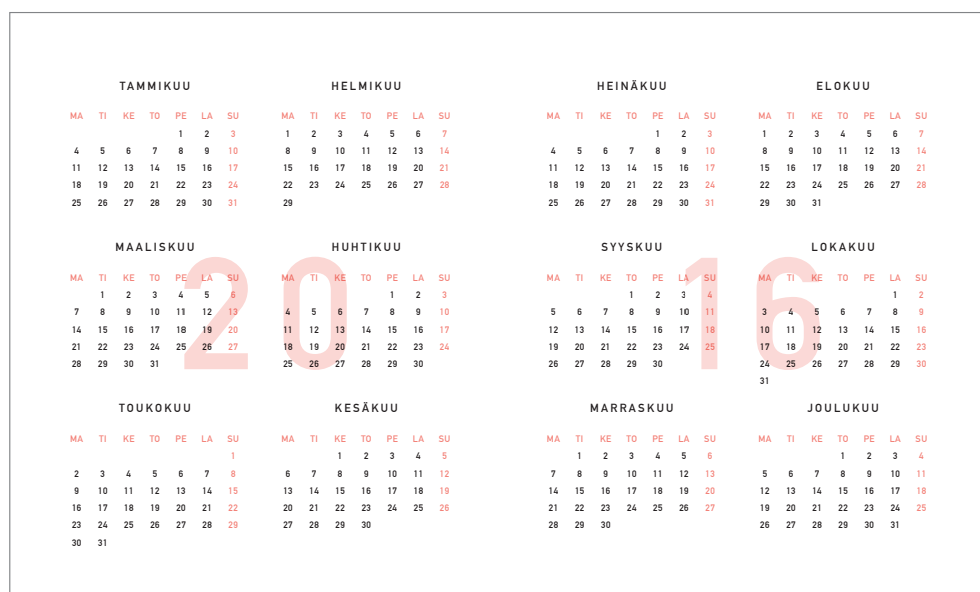 TAMMIKUU
MA TI KE TO PE LA SU
1 2 3
4 5 6 7 8 9 10
11 12 13 14 15 16 17
18 19 20 21 22 23 24
25 26 27 28 29 30 31
HELMIKUU
MA TI KE TO PE LA SU
1 2 3 4 5 6 7
8 9 10 11 12 13 14
15 16 17 18 19 20 21
22 23 24 25 26 27 28
29
MAALISKUU
MA TI KE TO PE LA SU
1 2 3 4 5 6
7 8 9 10 11 12 13
14 15 16 17 18 19 20
21 22 23 24 25 26 27
28 29 30 31
HUHTIKUU
MA TI KE TO PE LA SU
1 2 3
4 5 6 7 8 9 10
11 12 13 14 15 16 17
18 19 20 21 22 23 24
25 26 27 28 29 30
TOUKOKUU
MA TI KE TO PE LA SU
1
2 3 4 5 6 7 8
9 10 11 12 13 14 15
16 17 18 19 20 21 22
23 24 25 26 27 28 29
30 31
KESÄKUU
MA TI KE TO PE LA SU
1 2 3 4 5
6 7 8 9 10 11 12
13 14 15 16 17 18 19
20 21 22 23 24 25 26
27 28 29 30
20 16
HEINÄKUU
MA TI KE TO PE LA SU
1 2 3
4 5 6 7 8 9 10
11 12 13 14 15 16 17
18 19 20 21 22 23 24
25 26 27 28 29 30 31
ELOKUU
MA TI KE TO PE LA SU
1 2 3 4 5 6 7
8 9 10 11 12 13 14
15 16 17 18 19 20 21
22 23 24 25 26 27 28
29 30 31
SYYSKUU
MA TI KE TO PE LA SU
1 2 3 4
5 6 7 8 9 10 11
12 13 14 15 16 17 18
19 20 21 22 23 24 25
26 27 28 29 30
LOKAKUU
MA TI KE TO PE LA SU
1 2
3 4 5 6 7 8 9
10 11 12 13 14 15 16
17 18 19 20 21 22 23
24 25 26 27 28 29 30
31
MARRASKUU
MA TI KE TO PE LA SU
1 2 3 4 5 6
7 8 9 10 11 12 13
14 15 16 17 18 19 20
21 22 23 24 25 26 27
28 29 30
JOULUKUU
MA TI KE TO PE LA SU
1 2 3 4
5 6 7 8 9 10 11
12 13 14 15 16 17 18
19 20 21 22 23 24 25
26 27 28 29 30 31